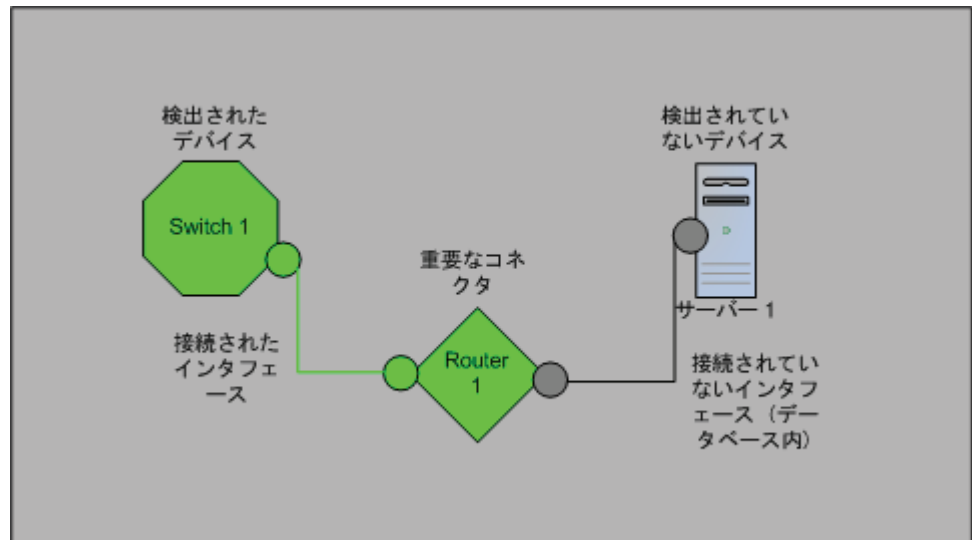 検出された
デバイス
Switch 1
検出されてい
ないデバイス
サーバー 1
重要なコネ
クタ
Router
1
接続された
インタフェ
ース
接続されてい
ないインタフ
ェース（デー
タベース内）